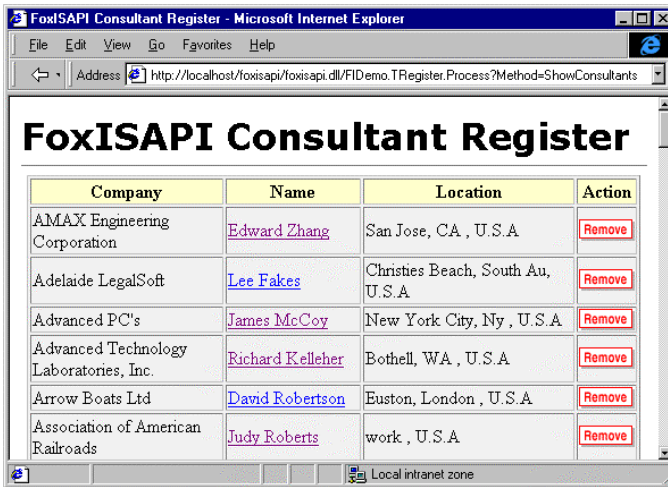 FoxISAPI Consultant Register - Microsoft Internet Explorer
File Edit View Go Favorites Help
Address http://localhost/foxisapi/foxisapi.dll/FIDemo.TRegister.Process?Method=ShowConsultants
FoxISAPI Consultant Register
Company Name Location Action
AMAX Engineering
Corporation
Edward Zhang
San Jose, CA , U.S.A
Remove
Adelaide LegalSoft
Lee Fakes
Christies Beach, South Au,
U.S.A
Remove
Advanced PC's
James McCoy
New York City, Ny , U.S.A
Remove
Advanced Technology
Laboratories, Inc.
Richard Kelleher
Bothell, WA , U.S.A
Remove
Arrow Boats Ltd
David Robertson
Euston, London , U.S.A
Remove
Association of American
Railroads
Judy Roberts
work , U.S.A
Remove
Local intranet zone